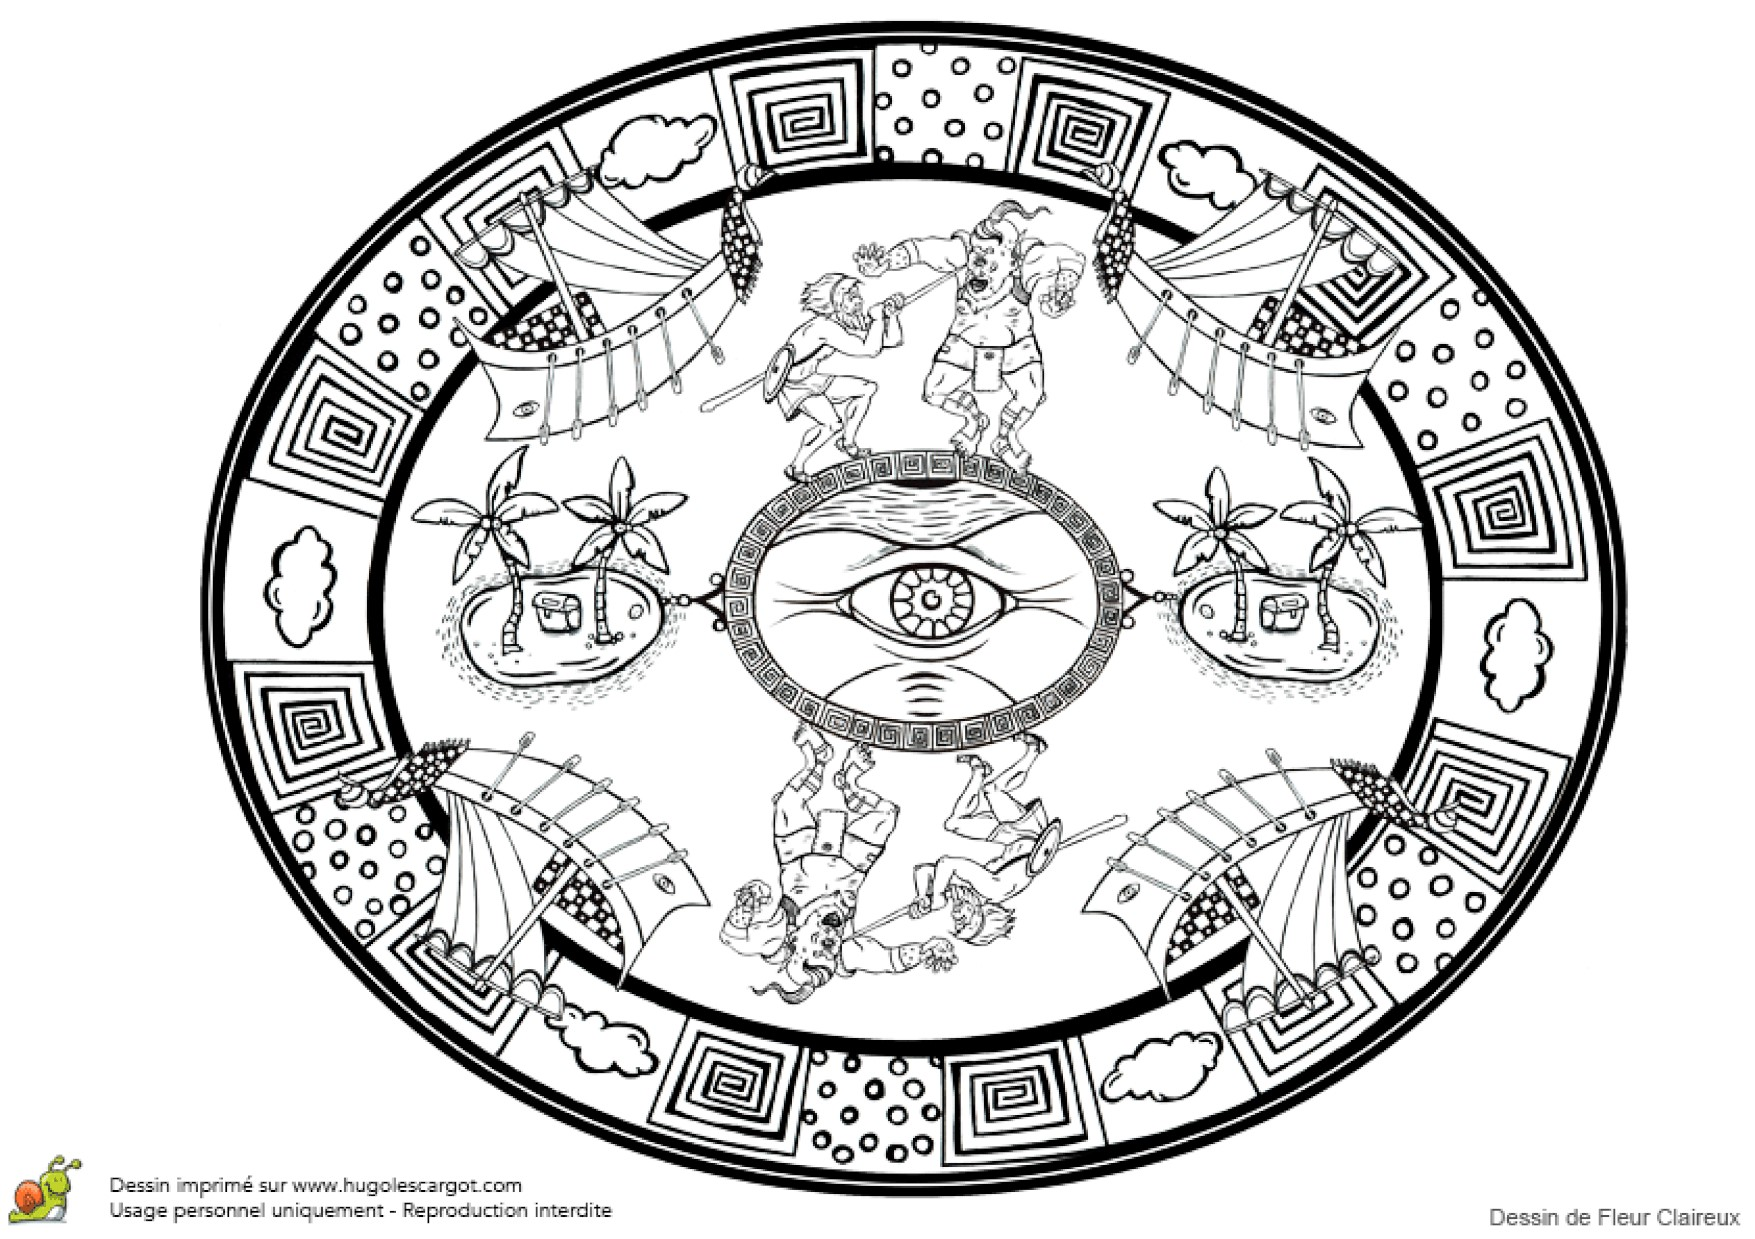 Dessin imprimé sur www.hugolescargot.com
Usage personnel uniquement - Reproduction interdite
Dessin de Fleur Claireux